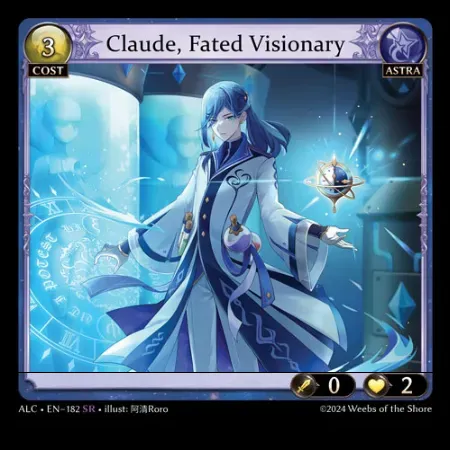 3
COST
Claude, Fated Visionary
ASTRA
POTEST
0
2
ALC • EN-182 SR • illust: 阿清Roro
©2024 Weebs of the Shore